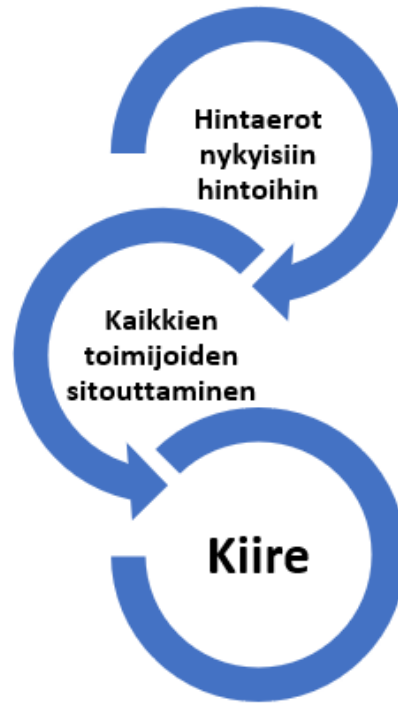 Hintaerot
nykyisiin
hintoihin
Kaikkien
toimijoiden
sitouttaminen
Kiire